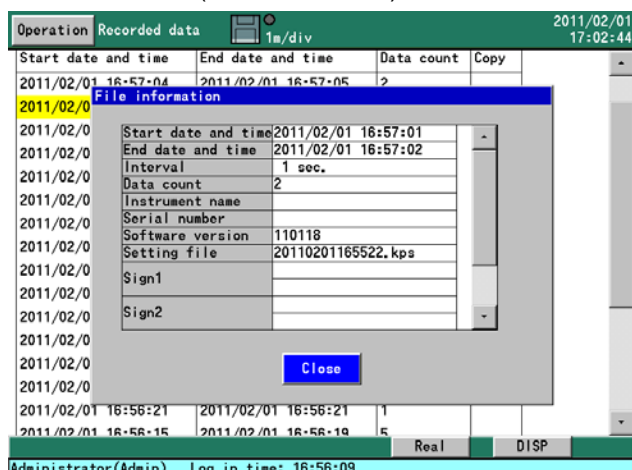 Operation Recorded data 1m/div 2011/02/01
17:02:44
Start date and time End date and time Data count Copy
2011/02/01 16:57:04 2011/02/01 16:57:05 2
File information
2011/02/0
2011/02/0
2011/02/0
2011/02/0
2011/02/0
2011/02/0
2011/02/0
2011/02/0
2011/02/0
2011/02/0
2011/02/0
2011/02/0
2011/02/0
Start date and time 2011/02/01 16:57:01
End date and time 2011/02/01 16:57:02
Interval 1 sec.
Data count 2
Instrument name
Serial number
Software version 110118
Setting file 20110201165522.kps
Sign1
Sign2
Close
2011/02/01 16:56:21 2011/02/01 16:56:21 1
2011/02/01 16:56:15 2011/02/01 16:56:19 5
Real DISP
Administrator(Admin) Log in time: 16:56:09